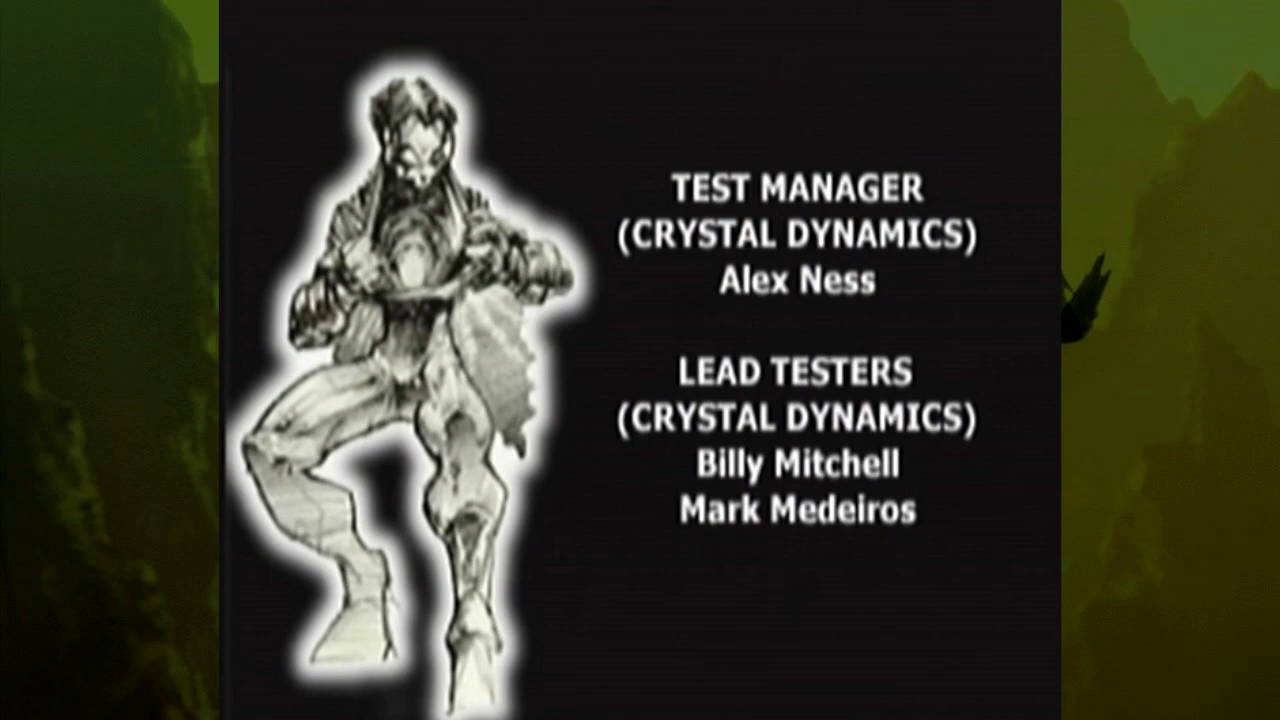 TEST MANAGER
(CRYSTAL DYNAMICS)
Alex Ness
LEAD TESTERS
(CRYSTAL DYNAMICS)
Billy Mitchell
Mark Medeiros